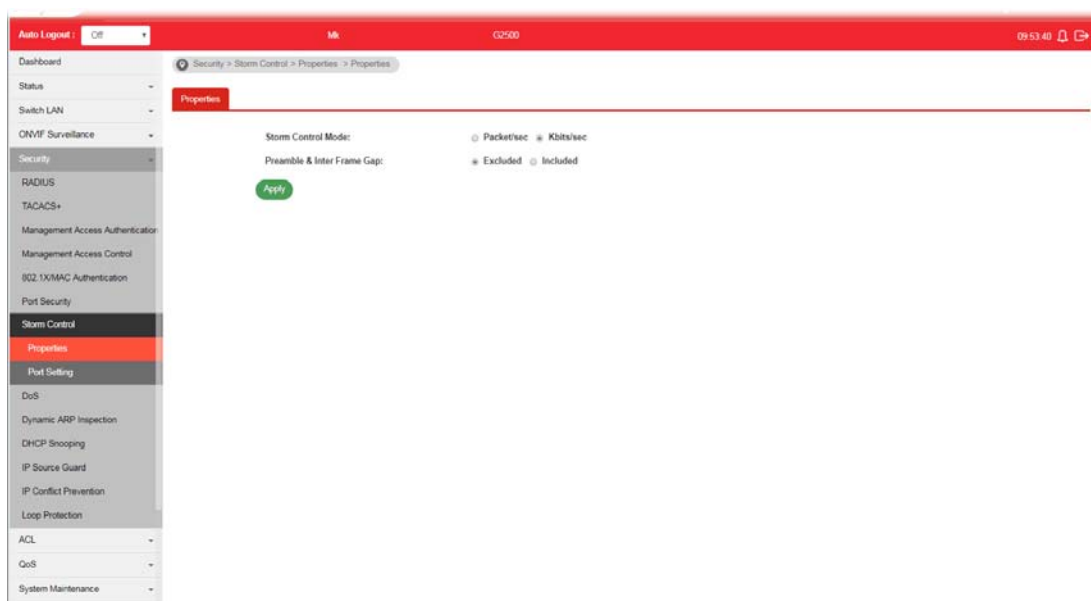 Auto Logout : Off Mk G2500 09:53:40
Dashboard
Status
Switch LAN
ONVIF Surveillance
Security
RADIUS
TACACS+
Management Access Authentication
Management Access Control
802.1X/MAC Authentication
Port Security
Storm Control
Properties
Port Setting
DoS
Dynamic ARP Inspection
DHCP Snooping
IP Source Guard
IP Conflict Prevention
Loop Protection
ACL
QoS
System Maintenance
Security > Storm Control > Properties > Properties
Properties
Storm Control Mode: Packet/sec Kbits/sec
Preamble & Inter Frame Gap: Excluded Included
Apply